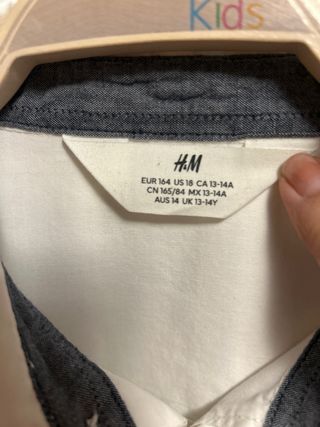 Kids
H&M
EUR 164 US 18 CA 13-14A
CN 165/84 MX 13-14A
AUS 14 UK 13-14Y